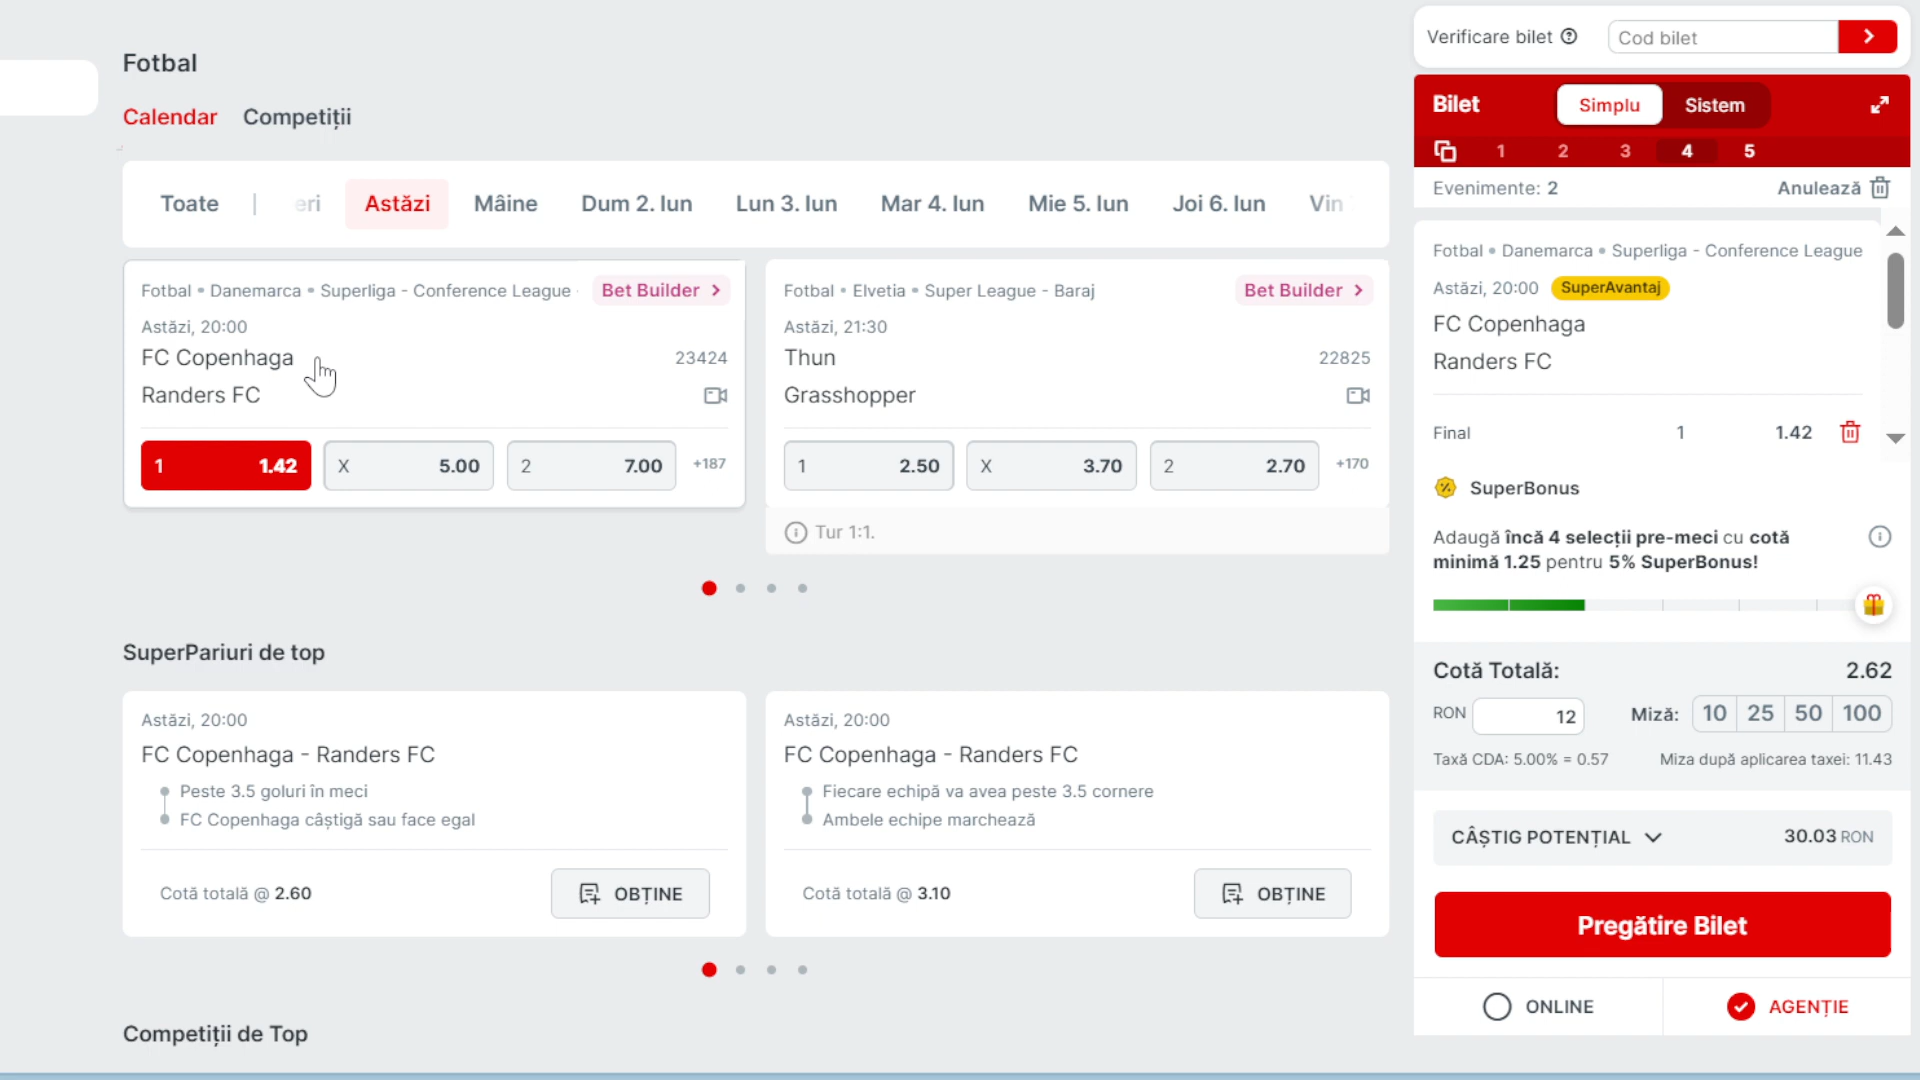 Fotbal
Calendar Competiții
Toate | eri Astăzi Mâine Dum 2. Iun Lun 3. Iun Mar 4. Iun Mie 5. Iun Joi 6. Iun Vin
Fotbal • Danemarca • Superliga - Conference League Bet Builder >
Astăzi, 20:00
FC Copenhaga 23424
Randers FC
1 1.42 X 5.00 2 7.00 +187
Fotbal • Elvetia • Super League - Baraj Bet Builder >
Astăzi, 21:30
Thun 22825
Grasshopper
1 2.50 X 3.70 2 2.70 +170
Tur 1:1.
SuperPariuri de top
Astăzi, 20:00
FC Copenhaga - Randers FC
Peste 3.5 goluri în meci
FC Copenhaga câștigă sau face egal
Cotă totală @ 2.60 OBȚINE
Astăzi, 20:00
FC Copenhaga - Randers FC
Fiecare echipă va avea peste 3.5 cornere
Ambele echipe marchează
Cotă totală @ 3.10 OBȚINE
Competiții de Top
Verificare bilet Cod bilet
Bilet Simplu Sistem
1 2 3 4 5
Evenimente: 2 Anulează
Fotbal • Danemarca • Superliga - Conference League
Astăzi, 20:00 SuperAvantaj
FC Copenhaga
Randers FC
Final 1 1.42
SuperBonus
Adaugă încă 4 selecții pre-meci cu cotă
minimă 1.25 pentru 5% SuperBonus!
Cotă Totală: 2.62
RON 12 Miză: 10 25 50 100
Taxă CDA: 5.00% = 0.57 Miza după aplicarea taxei: 11.43
CÂȘTIG POTENȚIAL 30.03 RON
Pregătire Bilet
ONLINE AGENȚIE